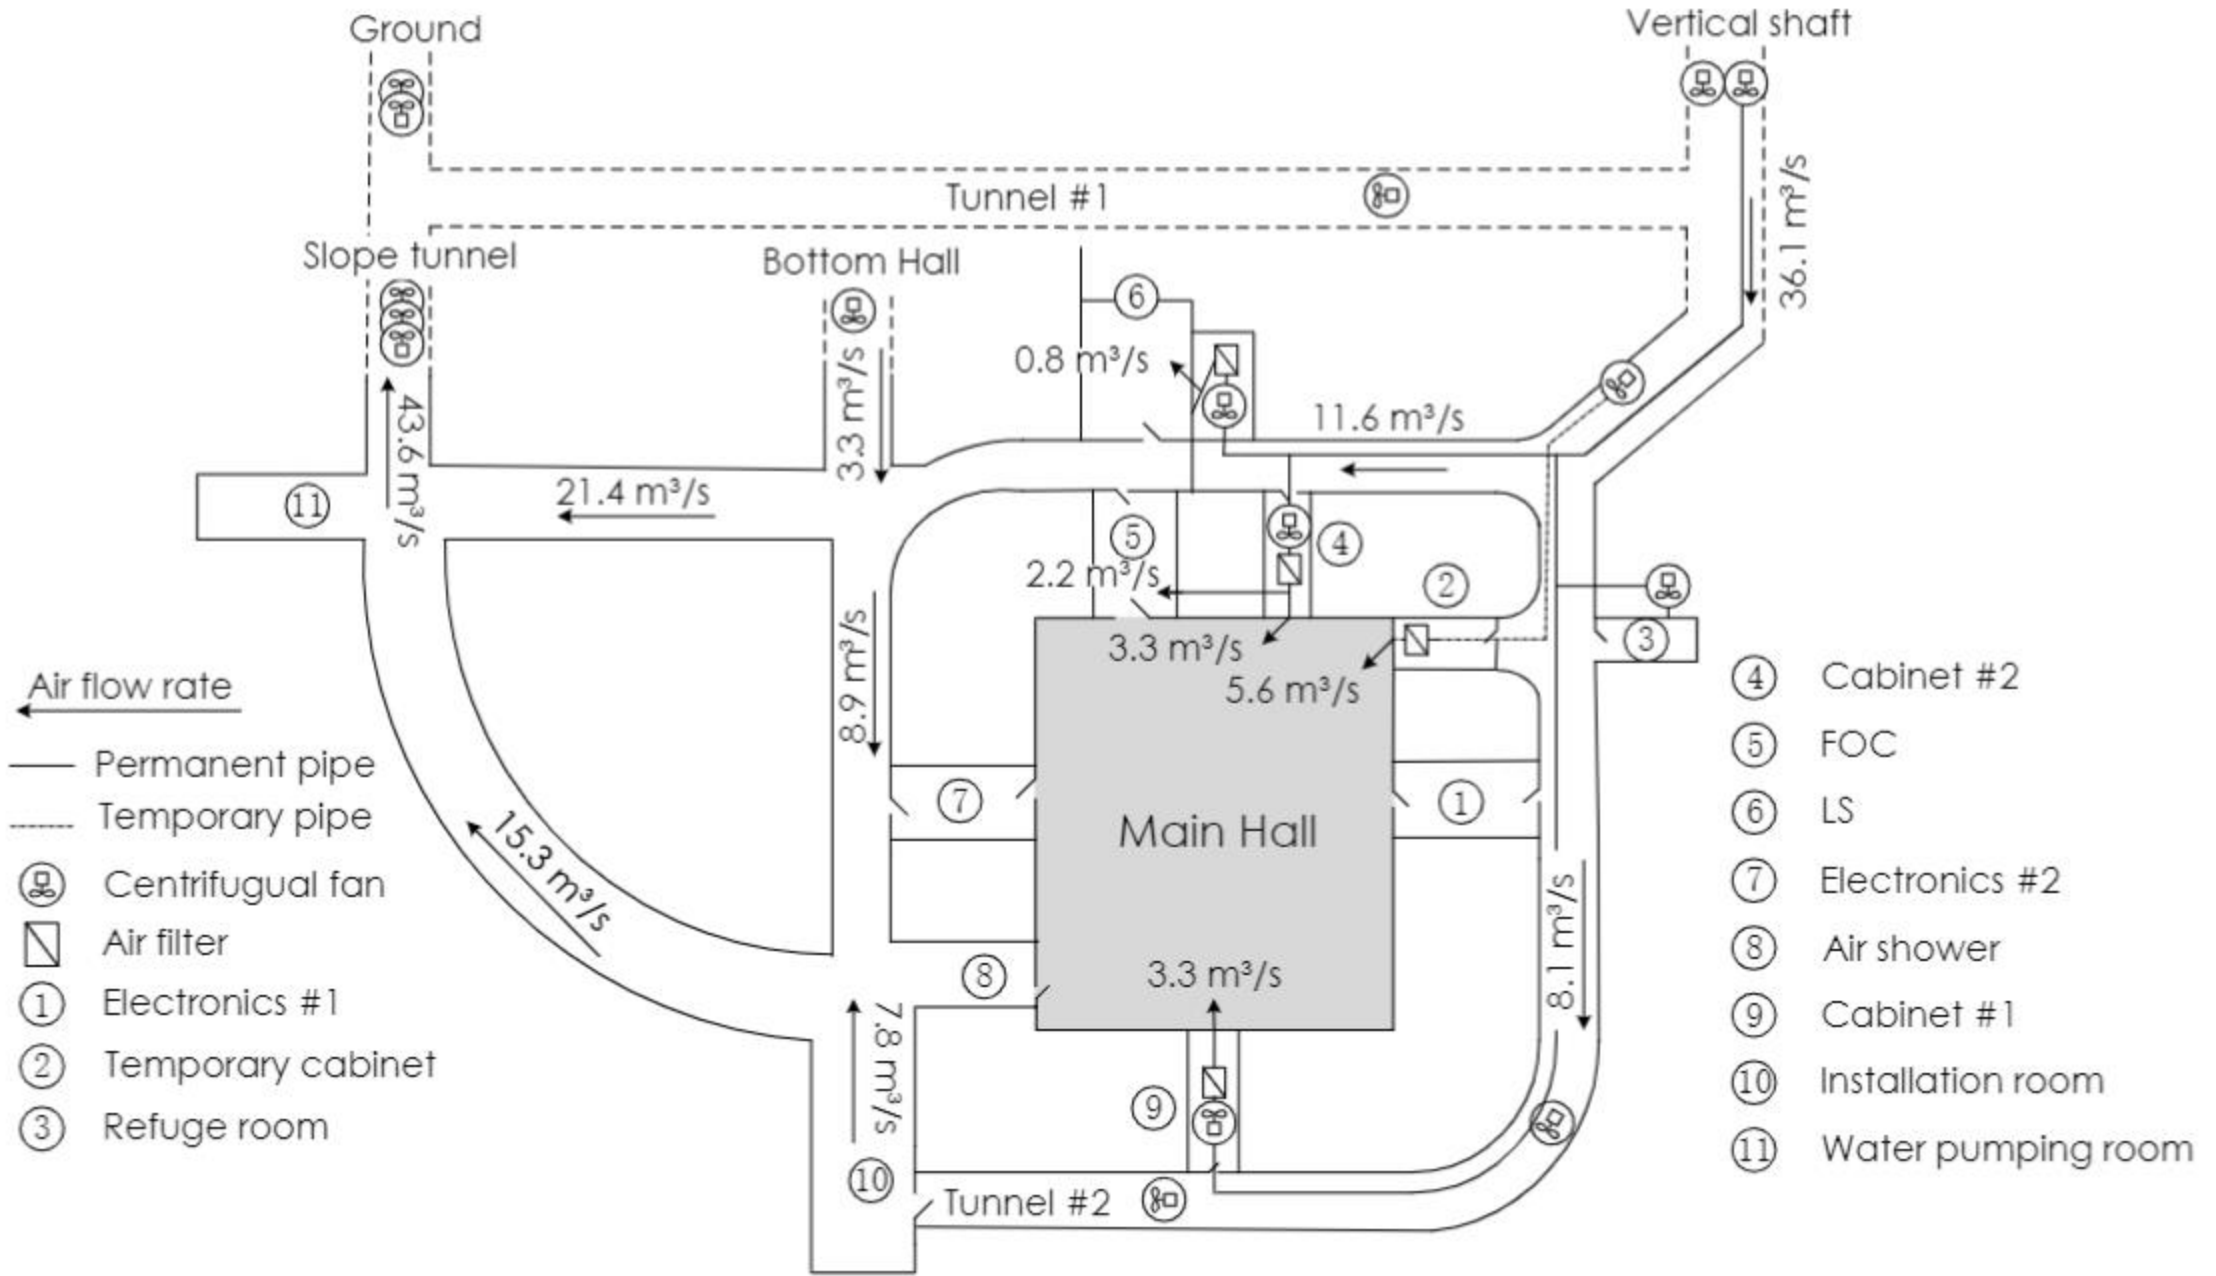 Ground
Vertical shaft
36.1 m³/s
Tunnel #1
Slope tunnel
Bottom Hall
6
0.8 m³/s
3.3 m³/s
43.6 m³/s
11.6 m³/s
11
21.4 m³/s
5
4
2.2 m³/s
2
3.3 m³/s
3
5.6 m³/s
8.9 m³/s
7
Main Hall
1
15.3 m³/s
8
3.3 m³/s
8.1 m³/s
7.8 m³/s
9
10
Tunnel #2
Air flow rate
Permanent pipe
Temporary pipe
Centrifugual fan
Air filter
1 Electronics #1
2 Temporary cabinet
3 Refuge room
4 Cabinet #2
5 FOC
6 LS
7 Electronics #2
8 Air shower
9 Cabinet #1
10 Installation room
11 Water pumping room